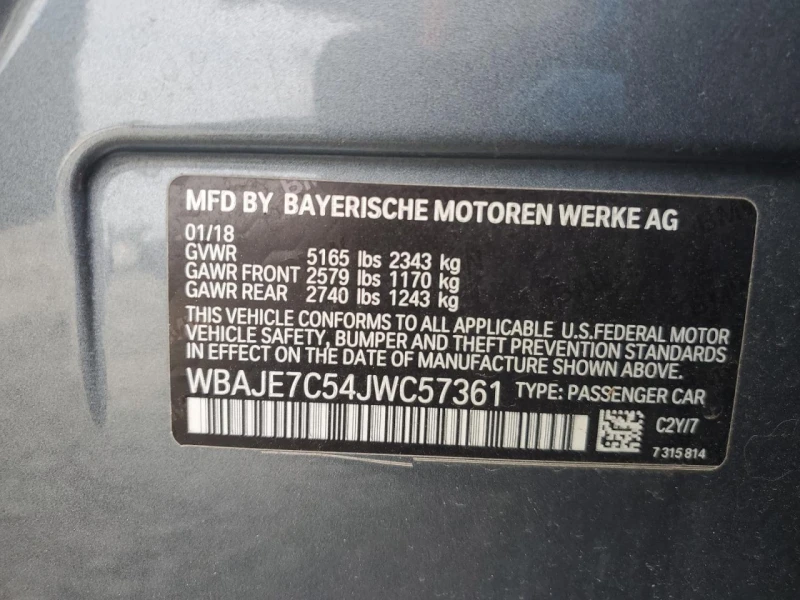 MFD BY BAYERISCHE MOTOREN WERKE AG
01/18
GVWR 5165 lbs 2343 kg
GAWR FRONT 2579 lbs 1170 kg
GAWR REAR 2740 lbs 1243 kg
THIS VEHICLE CONFORMS TO ALL APPLICABLE U.S.FEDERAL MOTOR
VEHICLE SAFETY, BUMPER AND THEFT PREVENTION STANDARDS
IN EFFECT ON THE DATE OF MANUFACTURE SHOWN ABOVE.
WBAJE7C54JWC57361 TYPE: PASSENGER CAR
C2Y/7
7 315 814